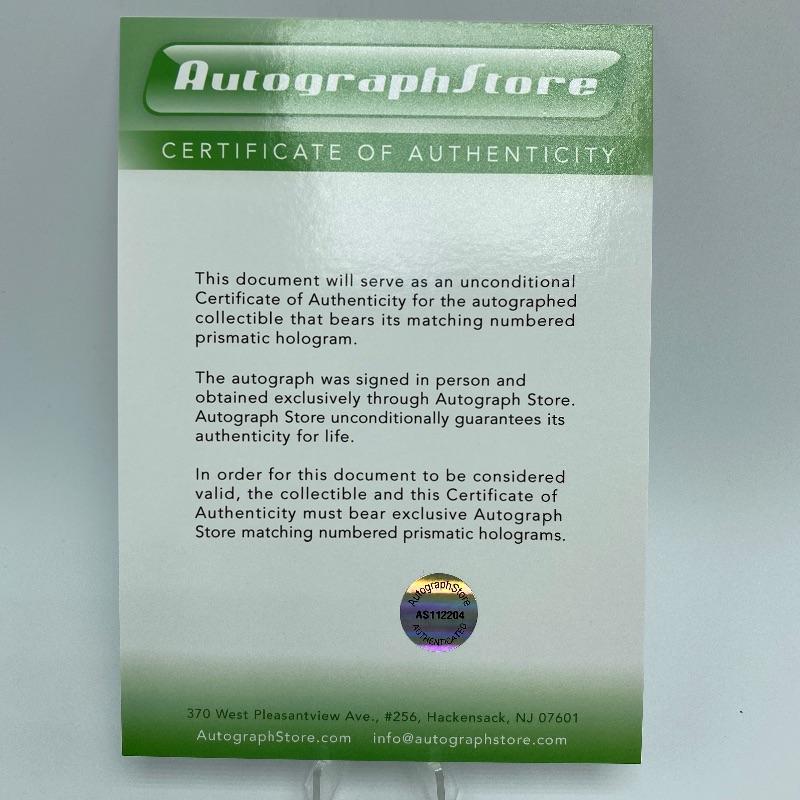 AutographStore
CERTIFICATE OF AUTHENTICITY
This document will serve as an unconditional
Certificate of Authenticity for the autographed
collectible that bears its matching numbered
prismatic hologram.
The autograph was signed in person and
obtained exclusively through Autograph Store.
Autograph Store unconditionally guarantees its
authenticity for life.
In order for this document to be considered
valid, the collectible and this Certificate of
Authenticity must bear exclusive Autograph
Store matching numbered prismatic holograms.
AutographStore
AS112204
AUTHENTICATED
370 West Pleasantview Ave., #256, Hackensack, NJ 07601
AutographStore.com info@autographstore.com